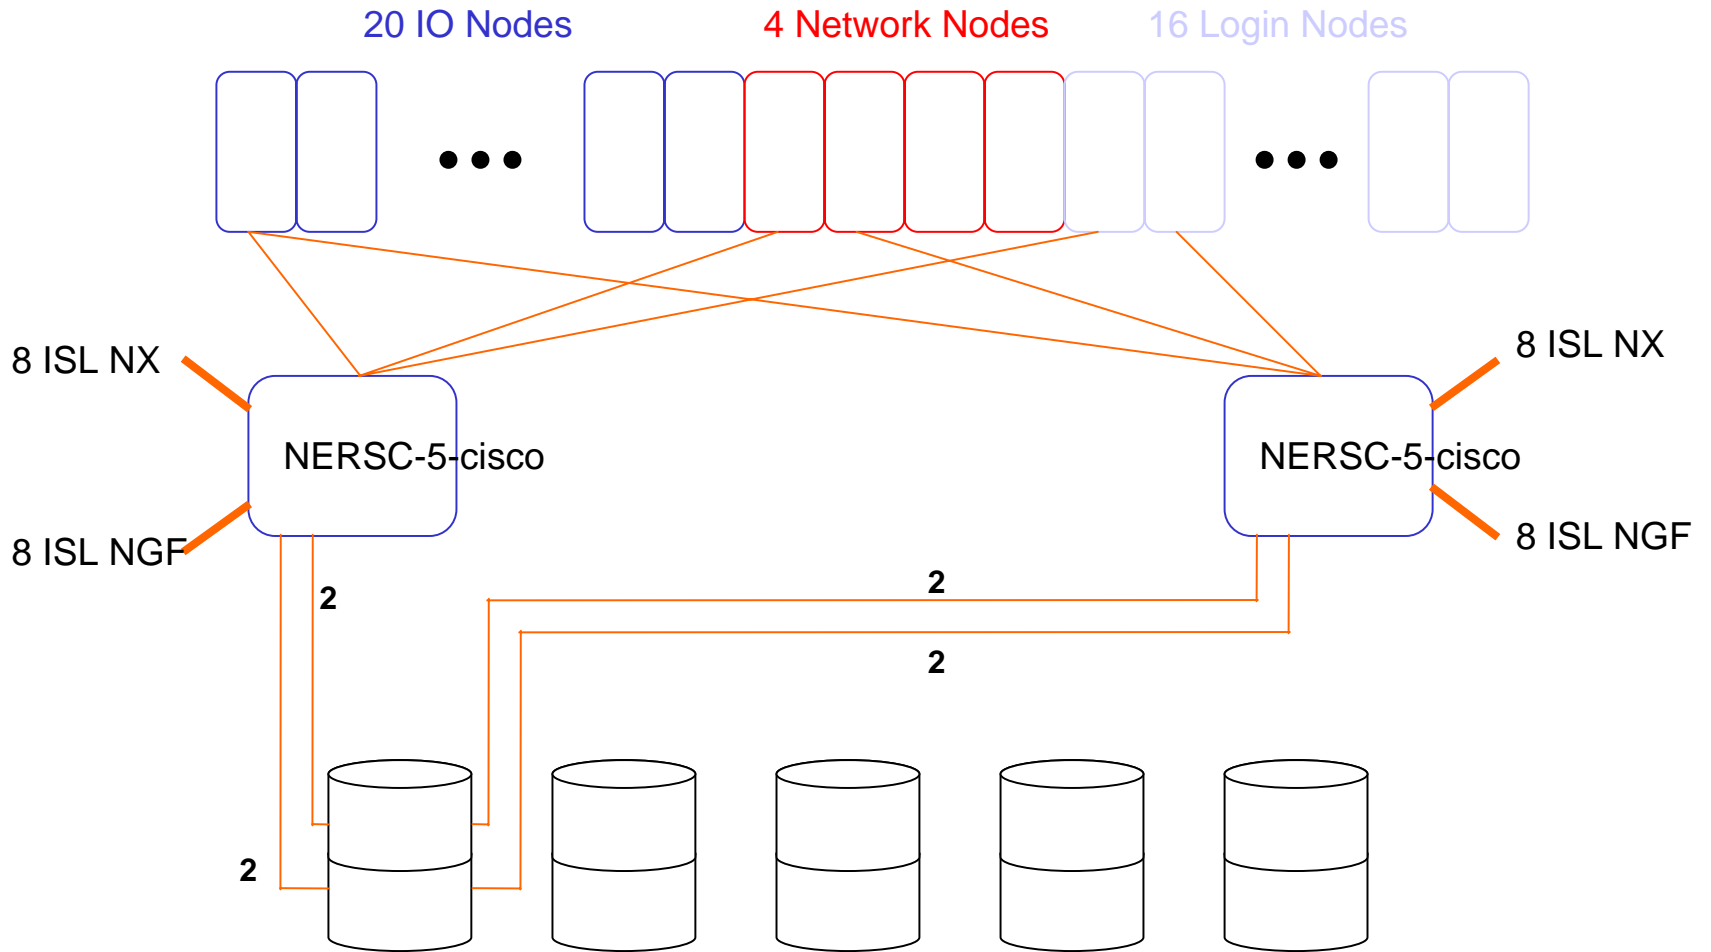 20 IO Nodes
4 Network Nodes
16 Login Nodes
8 ISL NX
8 ISL NX
NERSC-5-cisco
NERSC-5-cisco
8 ISL NGF
8 ISL NGF
2
2
2
2